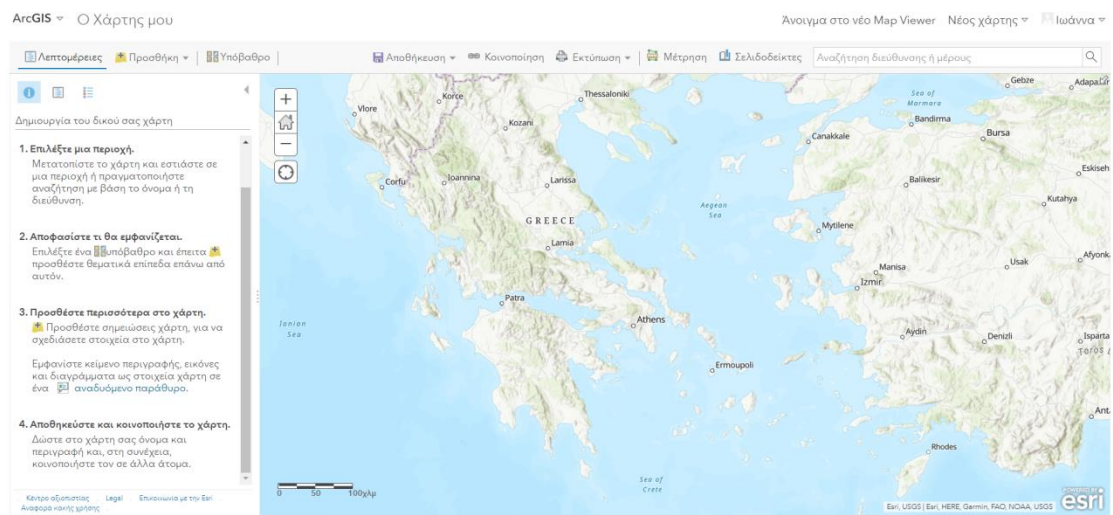 ArcGIS Ο Χάρτης μου Άνοιγμα στο νέο Map Viewer Νέος χάρτης Ιωάννα
Λεπτομέρειες Προσθήκη Υπόβαθρο Αποθήκευση Κοινοποίηση Εκτύπωση Μέτρηση Σελιδοδείκτες Αναζήτηση διεύθυνσης ή μέρους
Δημιουργία του δικού σας χάρτη
1. Επιλέξτε μια περιοχή.
Μετατοπίστε το χάρτη και εστιάστε σε
μια περιοχή ή πραγματοποιήστε
αναζήτηση με βάση το όνομα ή τη
διεύθυνση.
2. Αποφασίστε τι θα εμφανίζεται.
Επιλέξτε ένα υπόβαθρο και έπειτα
προσθέστε θεματικά επίπεδα επάνω από
αυτόν.
3. Προσθέστε περισσότερα στο χάρτη.
Προσθέστε σημειώσεις χάρτη, για να
σχεδιάσετε στοιχεία στο χάρτη.
Εμφανίστε κείμενο περιγραφής, εικόνες
και διαγράμματα ως στοιχεία χάρτη σε
ένα αναδυόμενο παράθυρο.
4. Αποθηκεύστε και κοινοποιήστε το χάρτη.
Δώστε στο χάρτη σας όνομα και
περιγραφή και, στη συνέχεια,
κοινοποιήστε τον σε άλλα άτομα.
Κέντρο αξιοπιστίας Legal Επικοινωνία με την Esri
Αναφορά κακής χρήσης
+
−
Vlore
Korce
Thessaloniki
Kozani
Corfu
Ioannina
Larissa
GREECE
Lamia
Patra
Athens
Ermoupoli
Ionian
Sea
Aegean
Sea
Sea of
Crete
Sea of
Marmara
Gebze
Adapazar
Bandirma
Canakkale
Bursa
Eskiseh
Balikesir
Kutahya
Mytilene
Manisa
Usak
Afyonk
Izmir
Aydin
Denizli
Isparta
Toros
Ant
Rhodes
0 50 100χλμ
Esri, USGS | Esri, HERE, Garmin, FAO, NOAA, USGS
POWERED BY
esri